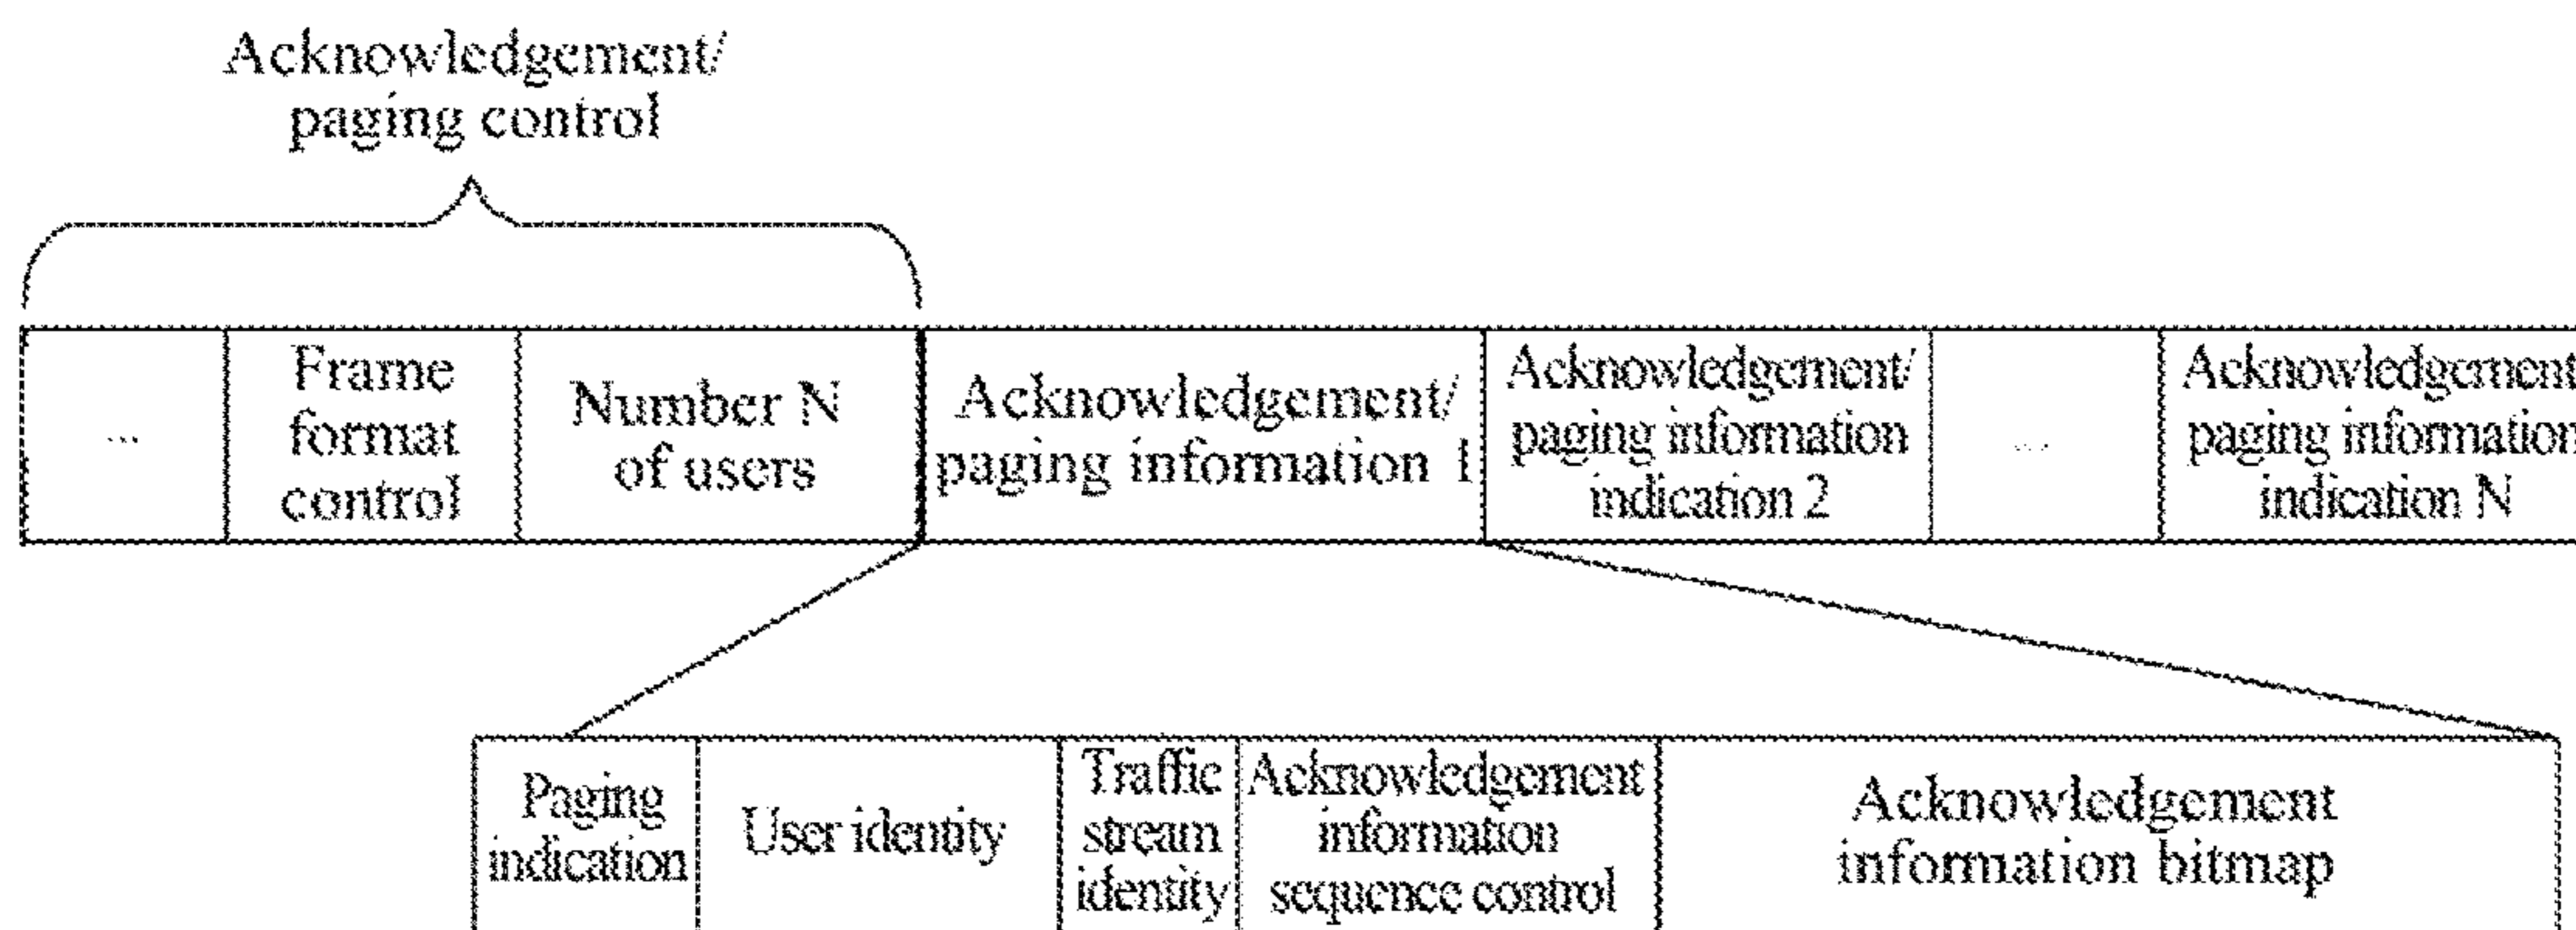 Acknowledgement/
paging control
...
Frame
format
control
Number N
of users
Acknowledgement/
paging information 1
Acknowledgement/
paging information
indication 2
...
Acknowledgement
paging information
indication N
Paging
indication
User identity
Traffic
stream
identity
Acknowledgement
information
sequence control
Acknowledgement
information bitmap